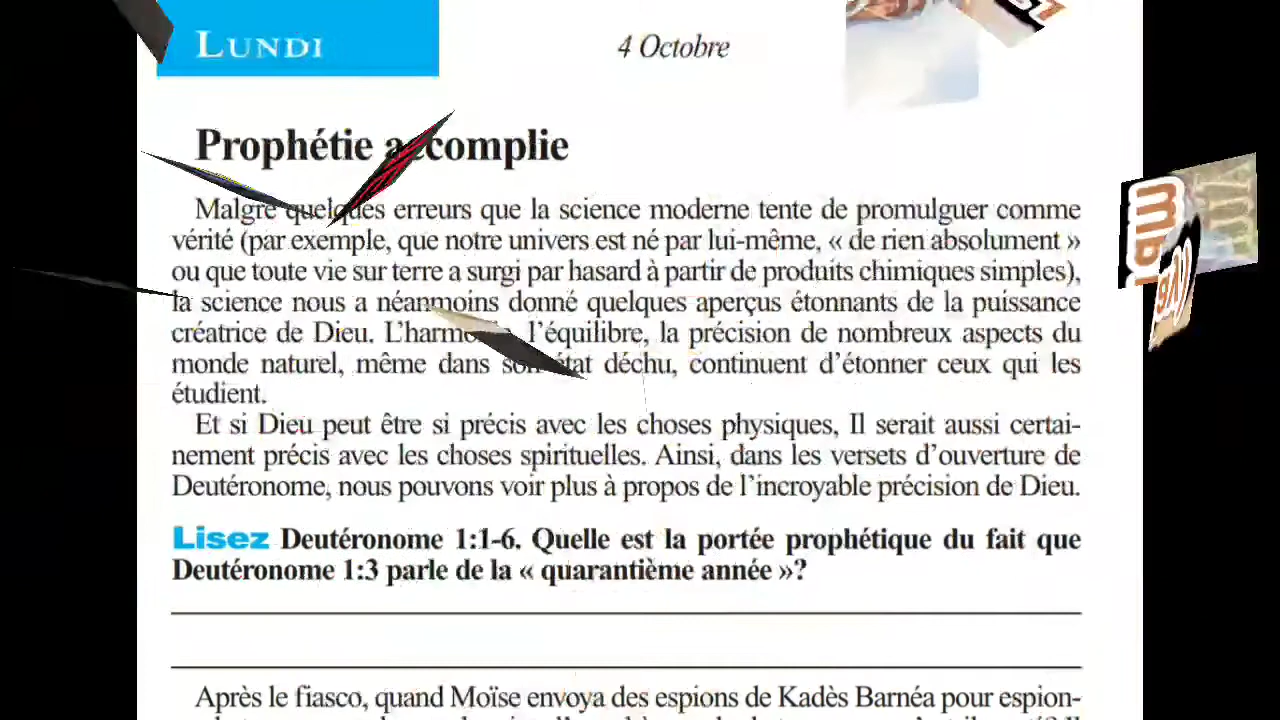 LUNDI
4 Octobre
Prophétie accomplie
Malgré quelques erreurs que la science moderne tente de promulguer comme
vérité (par exemple, que notre univers est né par lui-même, « de rien absolument »
ou que toute vie sur terre a surgi par hasard à partir de produits chimiques simples),
la science nous a néanmoins donné quelques aperçus étonnants de la puissance
créatrice de Dieu. L’harmonie, l’équilibre, la précision de nombreux aspects du
monde naturel, même dans son état déchu, continuent d’étonner ceux qui les
étudient.
Et si Dieu peut être si précis avec les choses physiques, Il serait aussi certai-
nement précis avec les choses spirituelles. Ainsi, dans les versets d’ouverture de
Deutéronome, nous pouvons voir plus à propos de l’incroyable précision de Dieu.
Lisez Deutéronome 1:1-6. Quelle est la portée prophétique du fait que
Deutéronome 1:3 parle de la « quarantième année »?
Après le fiasco, quand Moïse envoya des espions de Kadès Barnéa pour espion-